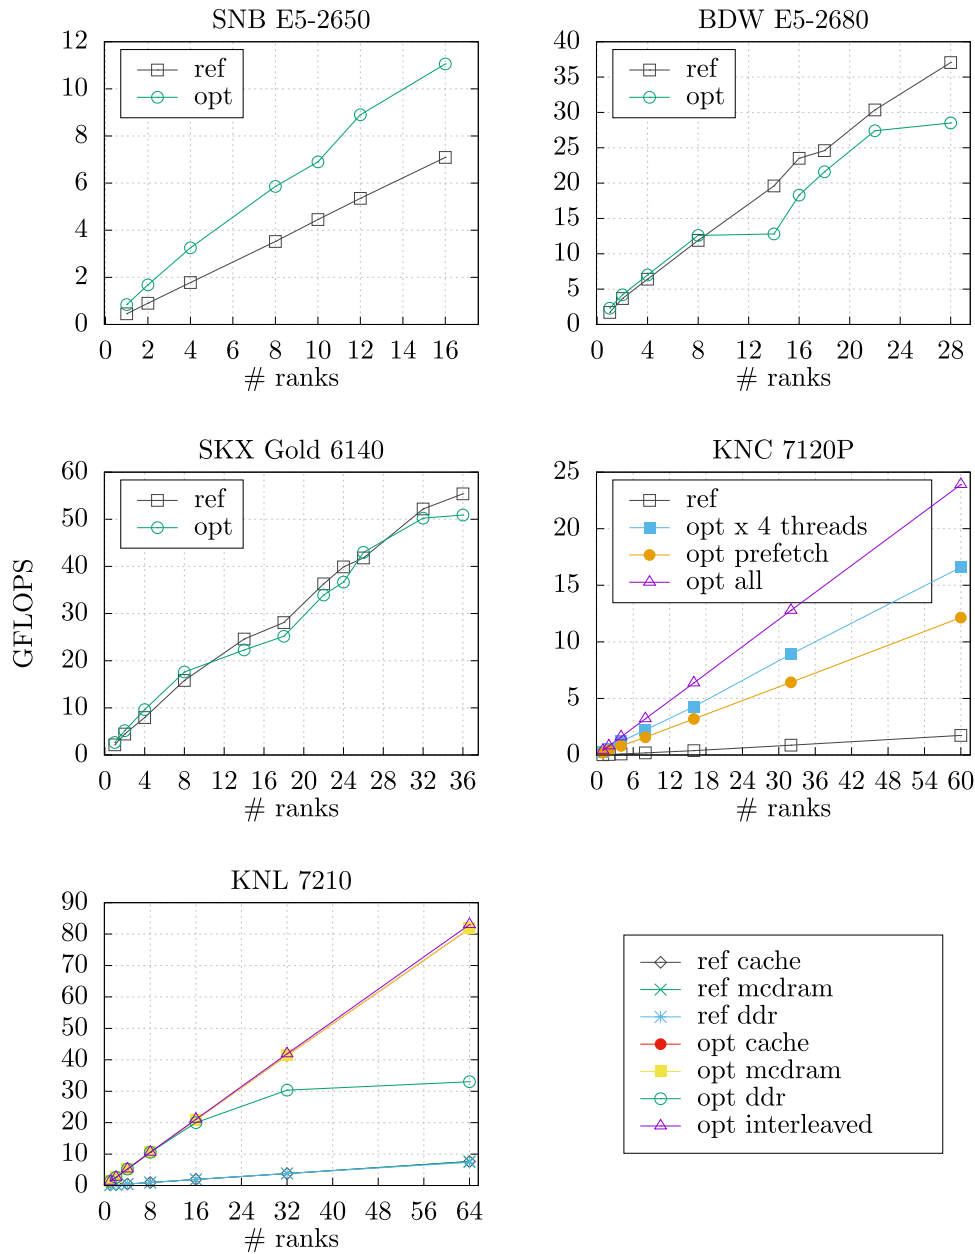 SNB E5-2650
12
10
8
6
4
2
0
ref
opt
0 2 4 6 8 10 12 14 16
# ranks
BDW E5-2680
40
35
30
25
20
15
10
5
0
ref
opt
0 4 8 12 16 20 24 28
# ranks
GFLOPS
SKX Gold 6140
60
50
40
30
20
10
0
ref
opt
0 4 8 12 16 20 24 28 32 36
# ranks
KNC 7120P
25
20
15
10
5
0
ref
opt x 4 threads
opt prefetch
opt all
0 6 12 18 24 30 36 42 48 54 60
# ranks
KNL 7210
90
80
70
60
50
40
30
20
10
0
0 8 16 24 32 40 48 56 64
# ranks
ref cache
ref mcdram
ref ddr
opt cache
opt mcdram
opt ddr
opt interleaved